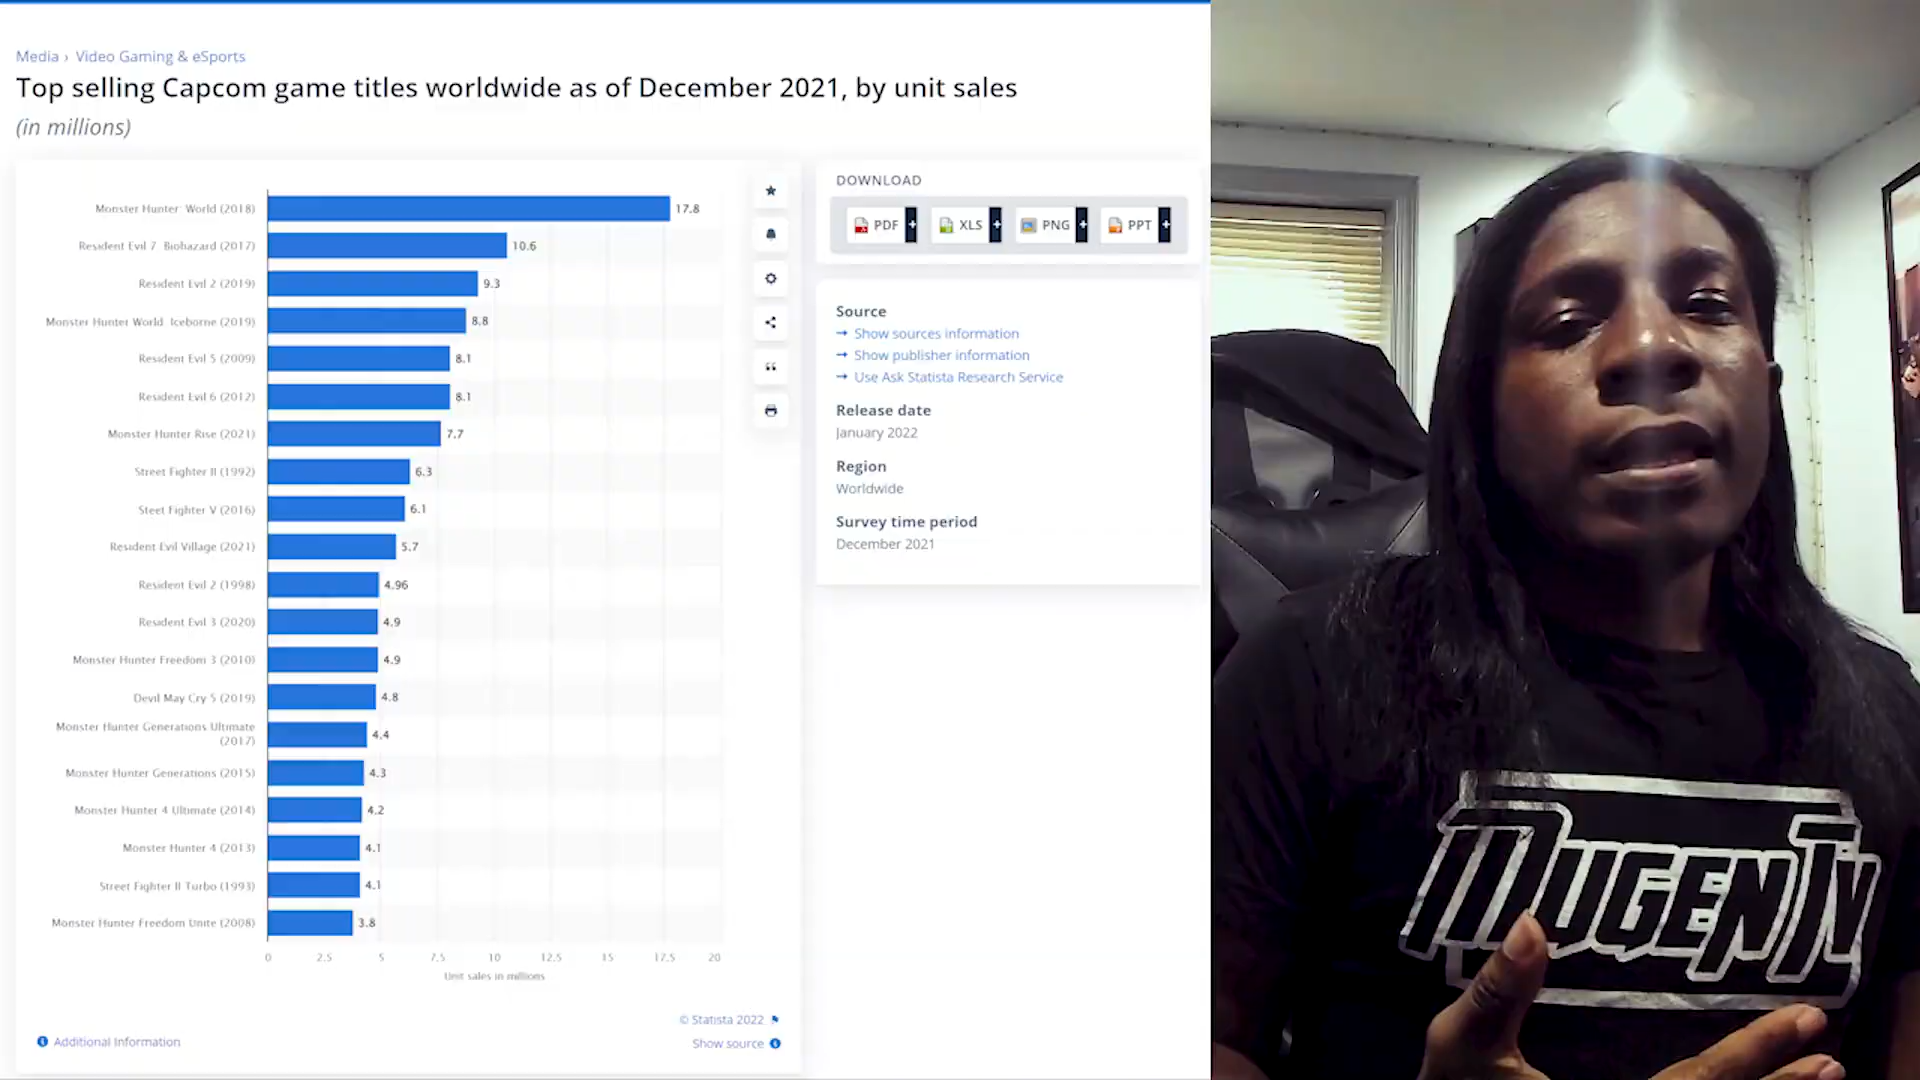 Media › Video Gaming & eSports
Top selling Capcom game titles worldwide as of December 2021, by unit sales
(in millions)
Monster Hunter: World (2018) 17.8
Resident Evil 7 Biohazard (2017) 10.6
Resident Evil 2 (2019) 9.3
Monster Hunter World Iceborne (2019) 8.8
Resident Evil 5 (2009) 8.1
Resident Evil 6 (2012) 8.1
Monster Hunter Rise (2021) 7.7
Street Fighter II (1992) 6.3
Steet Fighter V (2016) 6.1
Resident Evil Village (2021) 5.7
Resident Evil 2 (1998) 4.96
Resident Evil 3 (2020) 4.9
Monster Hunter Freedom 3 (2010) 4.9
Devil May Cry 5 (2019) 4.8
Monster Hunter Generations Ultimate
(2017) 4.4
Monster Hunter Generations (2015) 4.3
Monster Hunter 4 Ultimate (2014) 4.2
Monster Hunter 4 (2013) 4.1
Street Fighter II Turbo (1993) 4.1
Monster Hunter Freedom Unite (2008) 3.8
0 2.5 5 7.5 10 12.5 15 17.5 20
Unit sales in millions
© Statista 2022
Additional Information
Show source
DOWNLOAD
PDF + XLS + PNG + PPT +
Source
→ Show sources information
→ Show publisher information
→ Use Ask Statista Research Service
Release date
January 2022
Region
Worldwide
Survey time period
December 2021
MUGEN TV